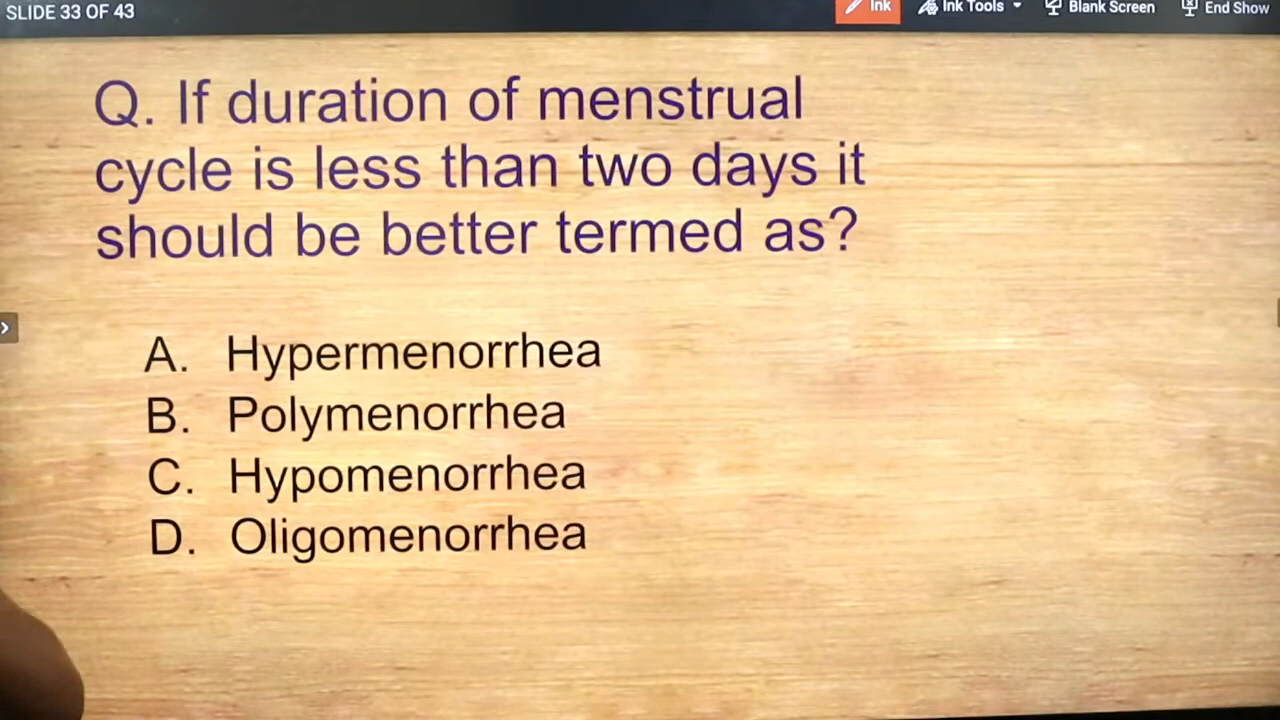 SLIDE 33 OF 43
Ink
Ink Tools
Blank Screen
End Show
Q. If duration of menstrual
cycle is less than two days it
should be better termed as?
A. Hypermenorrhea
B. Polymenorrhea
C. Hypomenorrhea
D. Oligomenorrhea